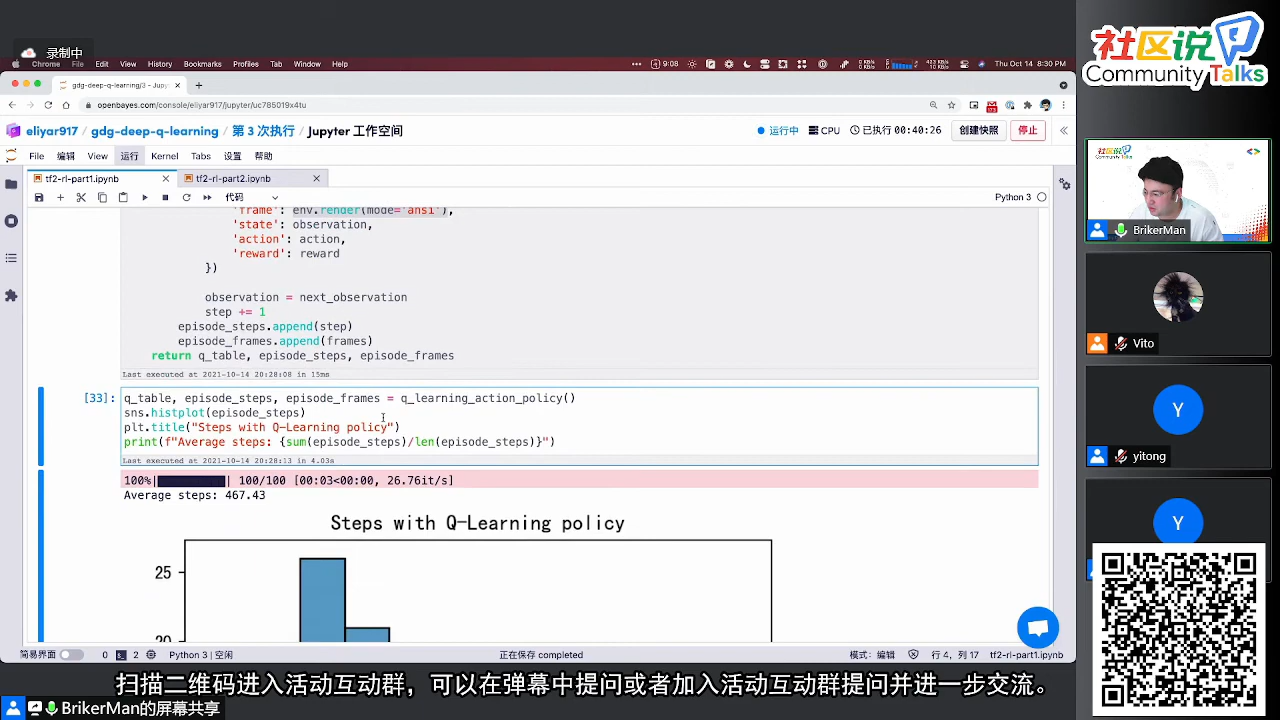 录制中
Chrome File Edit View History Bookmarks Profiles Tab Window Help
9:08
Thu Oct 14 8:30 PM
gdg-deep-q-learning/3 - Jupy
openbayes.com/console/eliyar917/jupyter/uc785019x4tu
eliyar917 / gdg-deep-q-learning / 第 3 次执行 / Jupyter 工作空间
运行中 CPU 已执行 00:40:26 创建快照 停止
File 编辑 View 运行 Kernel Tabs 设置 帮助
tf2-rl-part1.ipynb
tf2-rl-part2.ipynb
代码
Python 3
'frame': env.render(mode='ansi'),
'state': observation,
'action': action,
'reward': reward
})
observation = next_observation
step += 1
episode_steps.append(step)
episode_frames.append(frames)
return q_table, episode_steps, episode_frames
Last executed at 2021-10-14 20:28:08 in 15ms
[33]: q_table, episode_steps, episode_frames = q_learning_action_policy()
sns.histplot(episode_steps)
plt.title("Steps with Q-Learning policy")
print(f"Average steps: {sum(episode_steps)/len(episode_steps)}")
Last executed at 2021-10-14 20:28:13 in 4.03s
100%|██████████| 100/100 [00:03<00:00, 26.76it/s]
Average steps: 467.43
Steps with Q-Learning policy
25
20
简易界面 0 2 Python 3 | 空闲 正在保存 completed 模式: 编辑 行 4, 列 17 tf2-rl-part1.ipynb
扫描二维码进入活动互动群，可以在弹幕中提问或者加入活动互动群提问并进一步交流。
BrikerMan的屏幕共享
社区说
Community Talks
社区说
BrikerMan
Vito
Y
yitong
Y